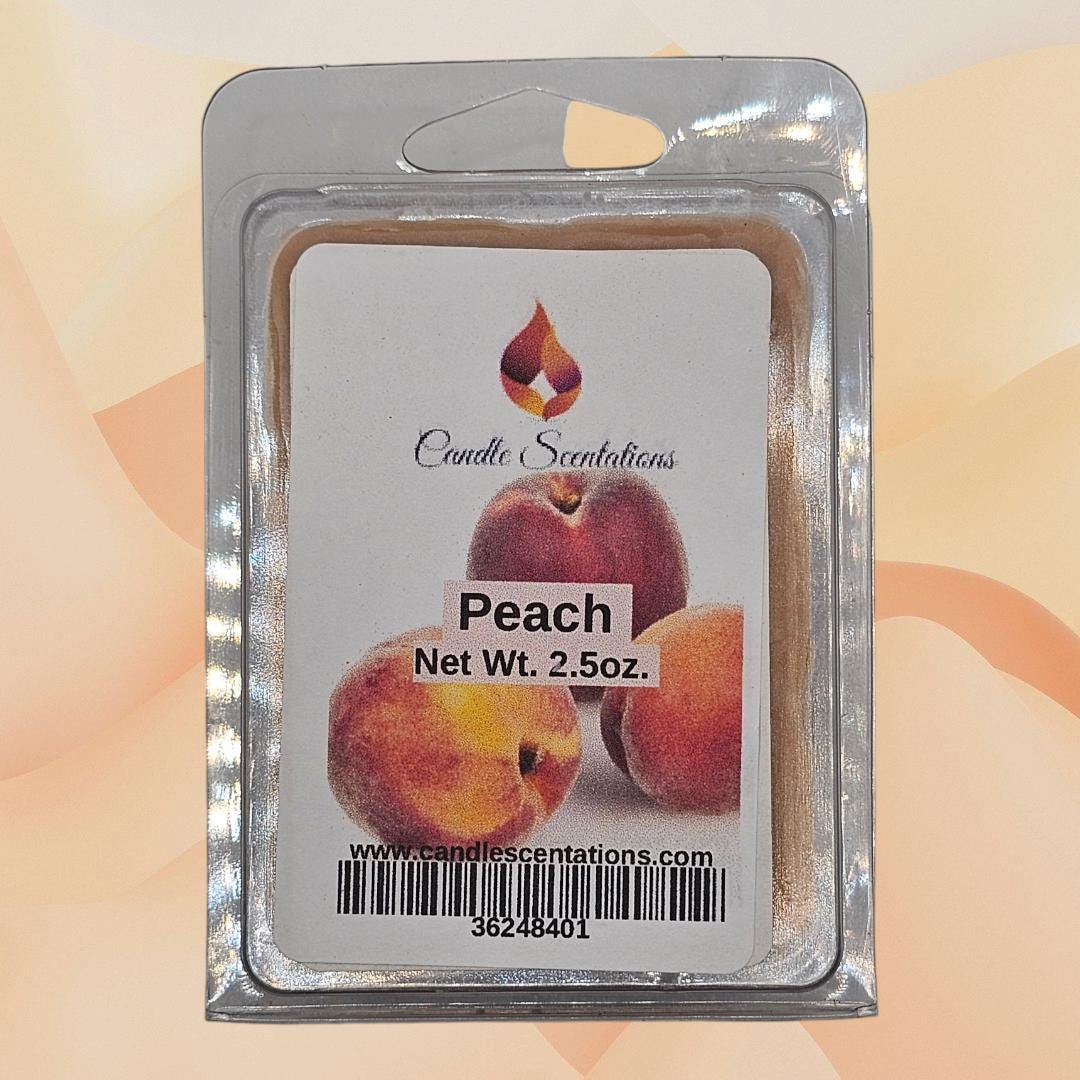 Candle Scentations
Peach
Net Wt. 2.5oz.
www.candlescentations.com
36248401